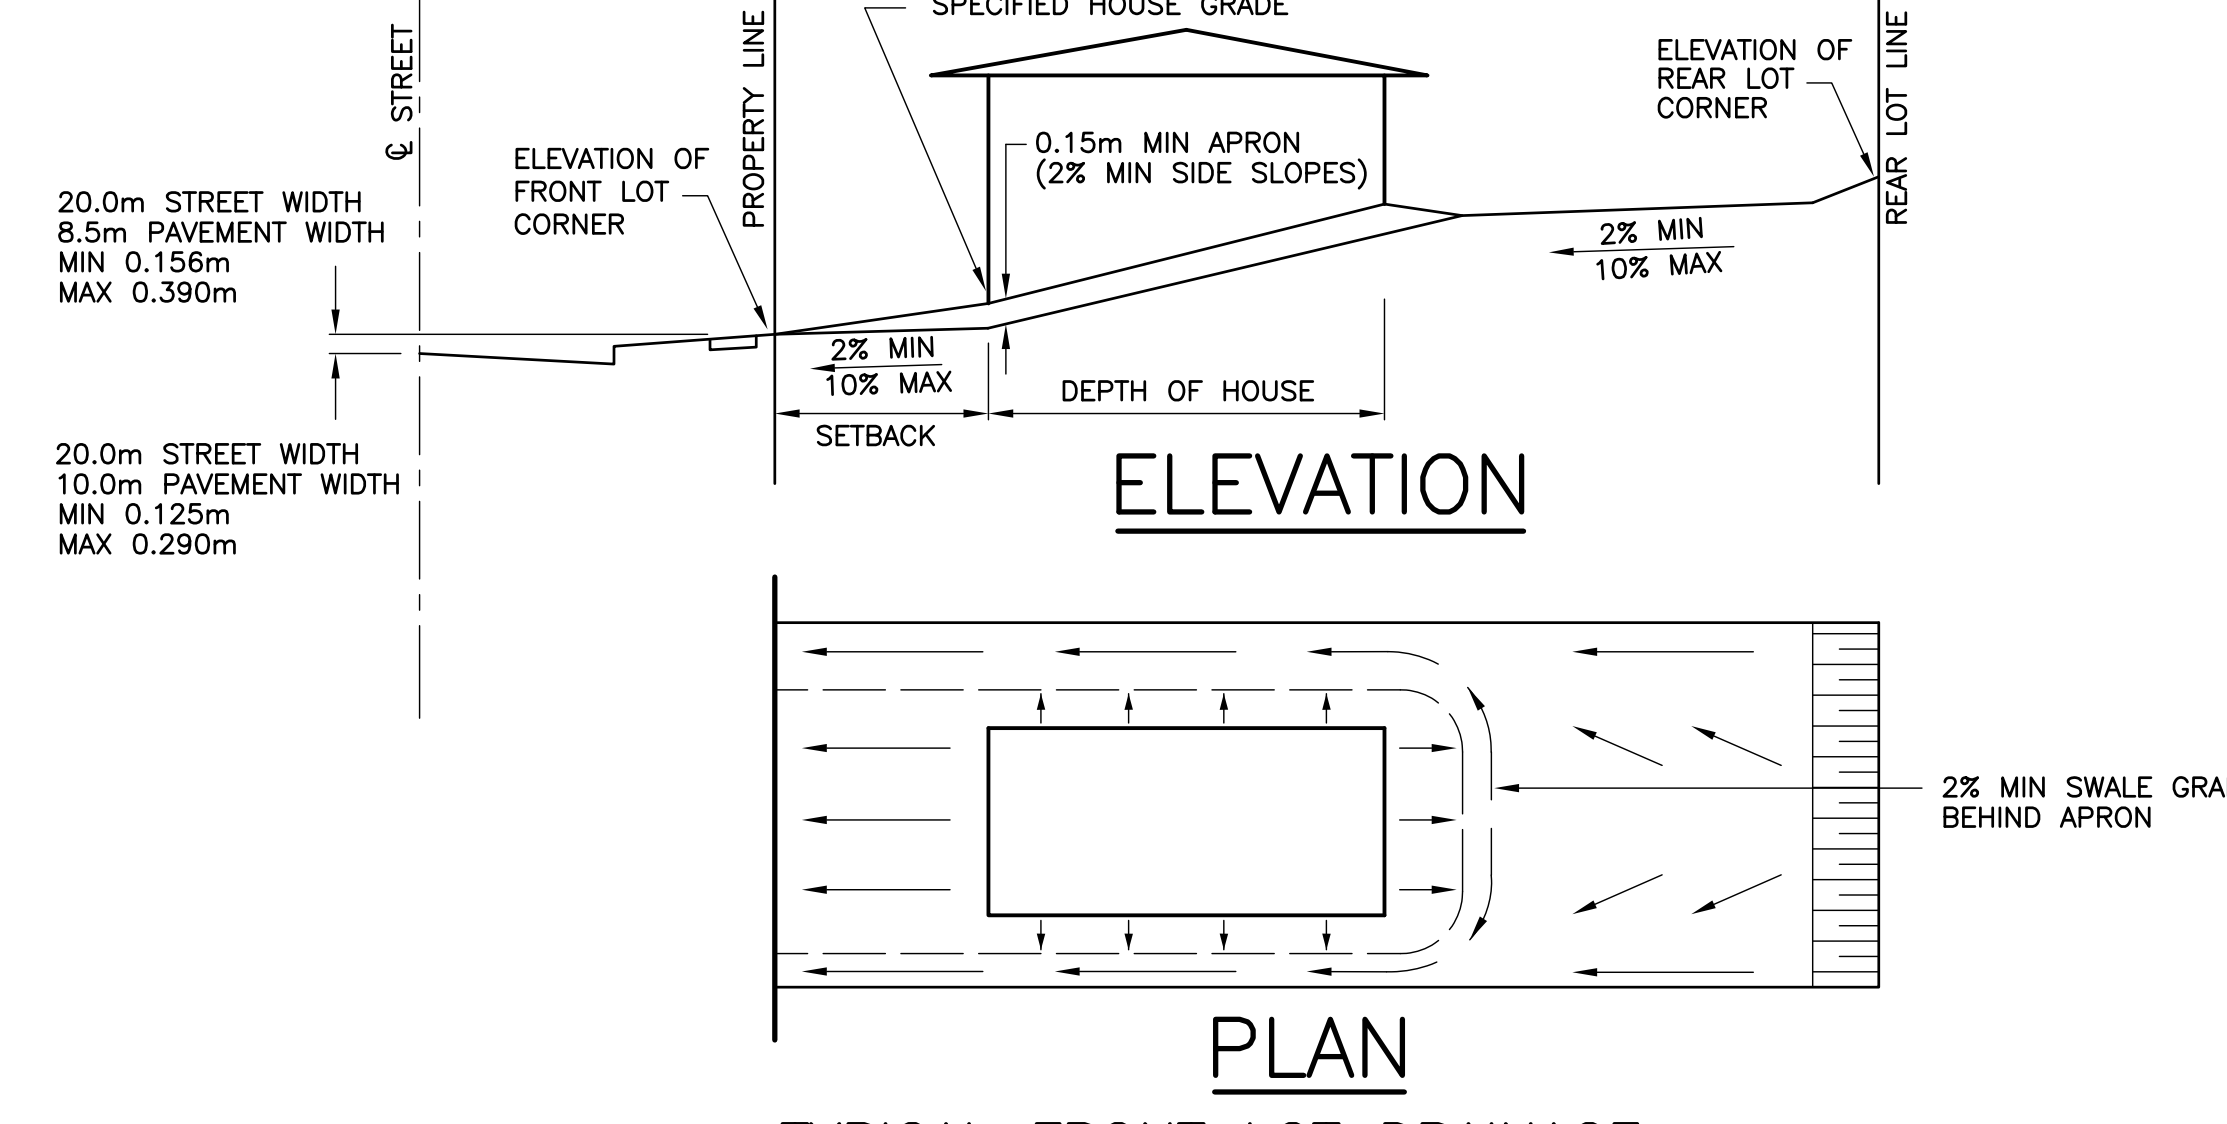 SPECIFIED HOUSE GRADE
℄ STREET
PROPERTY LINE
REAR LOT LINE
ELEVATION OF
REAR LOT
CORNER
0.15m MIN APRON
(2% MIN SIDE SLOPES)
ELEVATION OF
FRONT LOT
CORNER
20.0m STREET WIDTH
8.5m PAVEMENT WIDTH
MIN 0.156m
MAX 0.390m
2% MIN
10% MAX
2% MIN
10% MAX
DEPTH OF HOUSE
SETBACK
20.0m STREET WIDTH
10.0m PAVEMENT WIDTH
MIN 0.125m
MAX 0.290m
ELEVATION
2% MIN SWALE
BEHIND APRON
PLAN